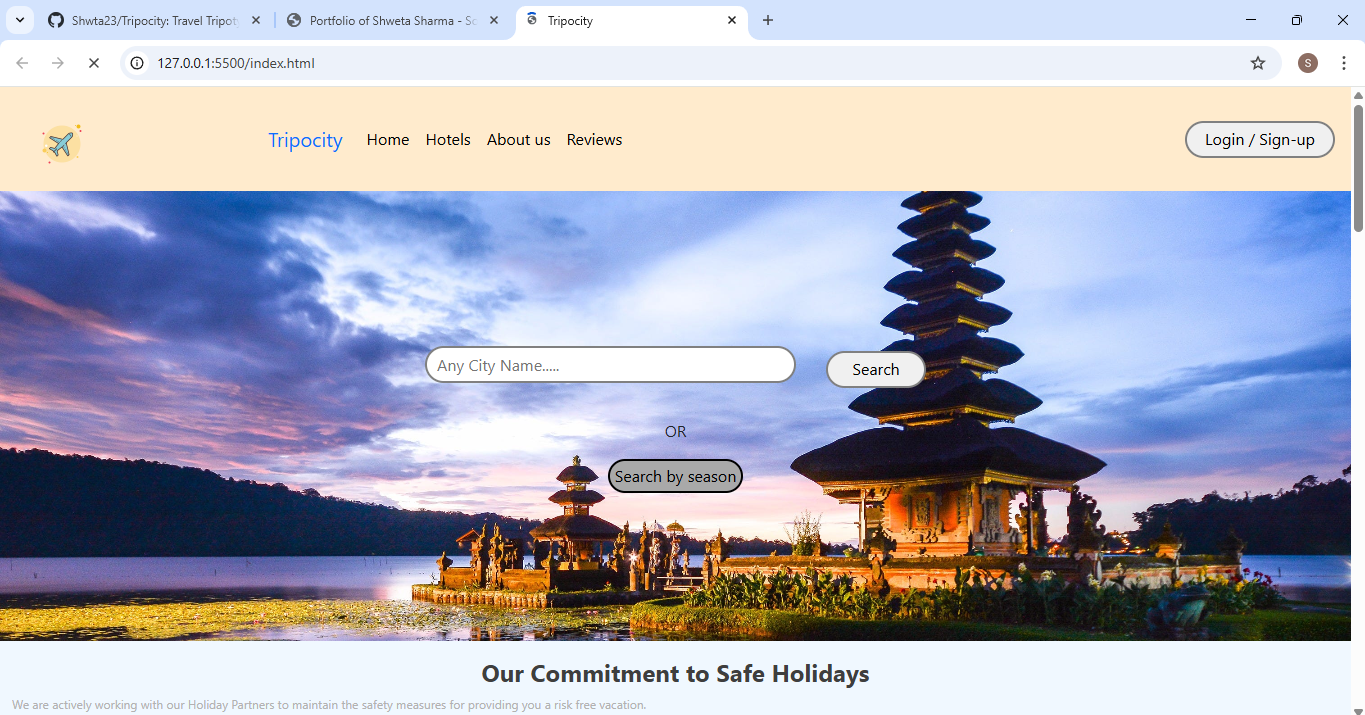 Shwta23/Tripocity: Travel Tripot
Portfolio of Shweta Sharma - So
Tripocity
127.0.0.1:5500/index.html
S
Tripocity
Home
Hotels
About us
Reviews
Login / Sign-up
Any City Name.....
Search
OR
Search by season
Our Commitment to Safe Holidays
We are actively working with our Holiday Partners to maintain the safety measures for providing you a risk free vacation.